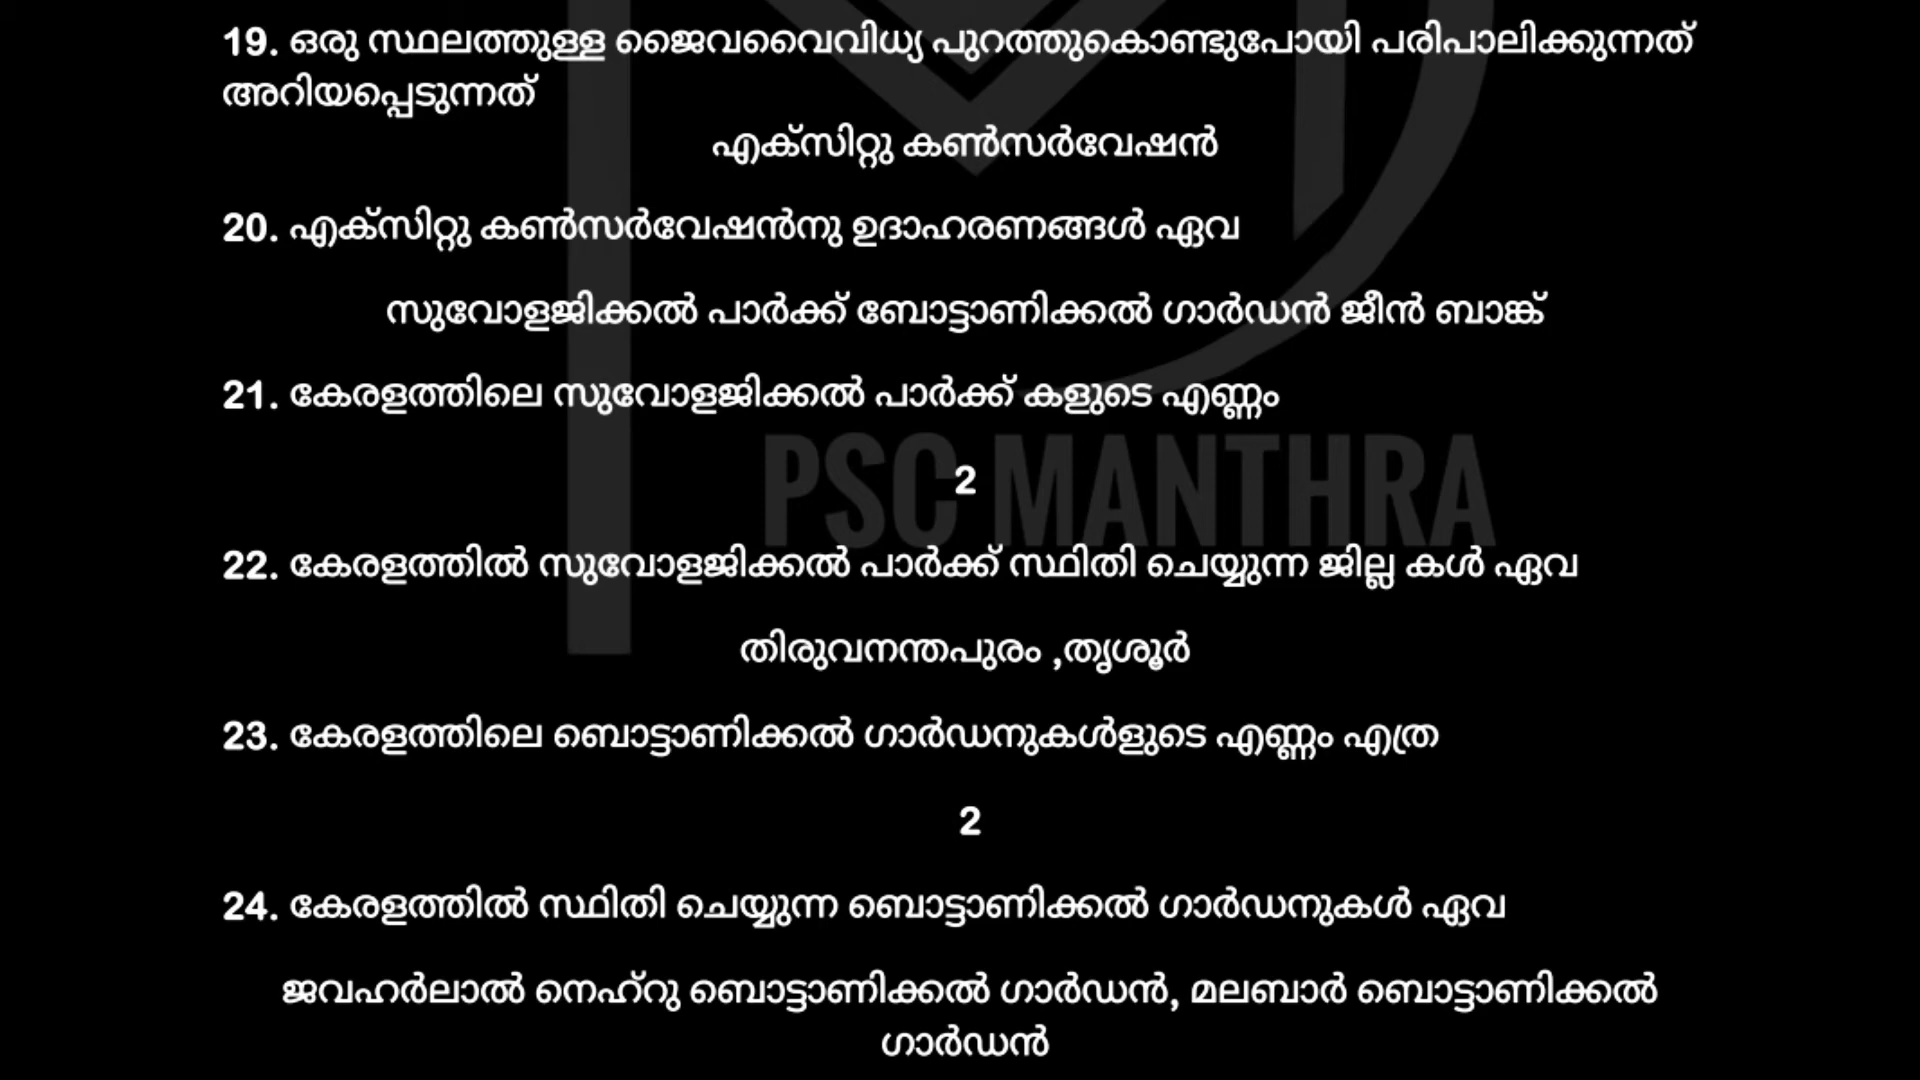 19. ഒരു സ്ഥലത്തുള്ള ജൈവവൈവിധ്യ പുറത്തുകൊണ്ടുപോയി പരിപാലിക്കുന്നത്
അറിയപ്പെടുന്നത്
എക്സിറ്റു കൺസർവേഷൻ
20. എക്സിറ്റു കൺസർവേഷൻനു ഉദാഹരണങ്ങൾ ഏവ
സുവോളജിക്കൽ പാർക്ക് ബോട്ടാണിക്കൽ ഗാർഡൻ ജീൻ ബാങ്ക്
21. കേരളത്തിലെ സുവോളജിക്കൽ പാർക്ക് കളുടെ എണ്ണം
2
PSC MANTHRA
22. കേരളത്തിൽ സുവോളജിക്കൽ പാർക്ക് സ്ഥിതി ചെയ്യുന്ന ജില്ല കൾ ഏവ
തിരുവനന്തപുരം ,തൃശൂർ
23. കേരളത്തിലെ ബൊട്ടാണിക്കൽ ഗാർഡനുകൾളുടെ എണ്ണം എത്ര
2
24. കേരളത്തിൽ സ്ഥിതി ചെയ്യുന്ന ബൊട്ടാണിക്കൽ ഗാർഡനുകൾ ഏവ
ജവഹർലാൽ നെഹ്റു ബൊട്ടാണിക്കൽ ഗാർഡൻ, മലബാർ ബൊട്ടാണിക്കൽ
ഗാർഡൻ